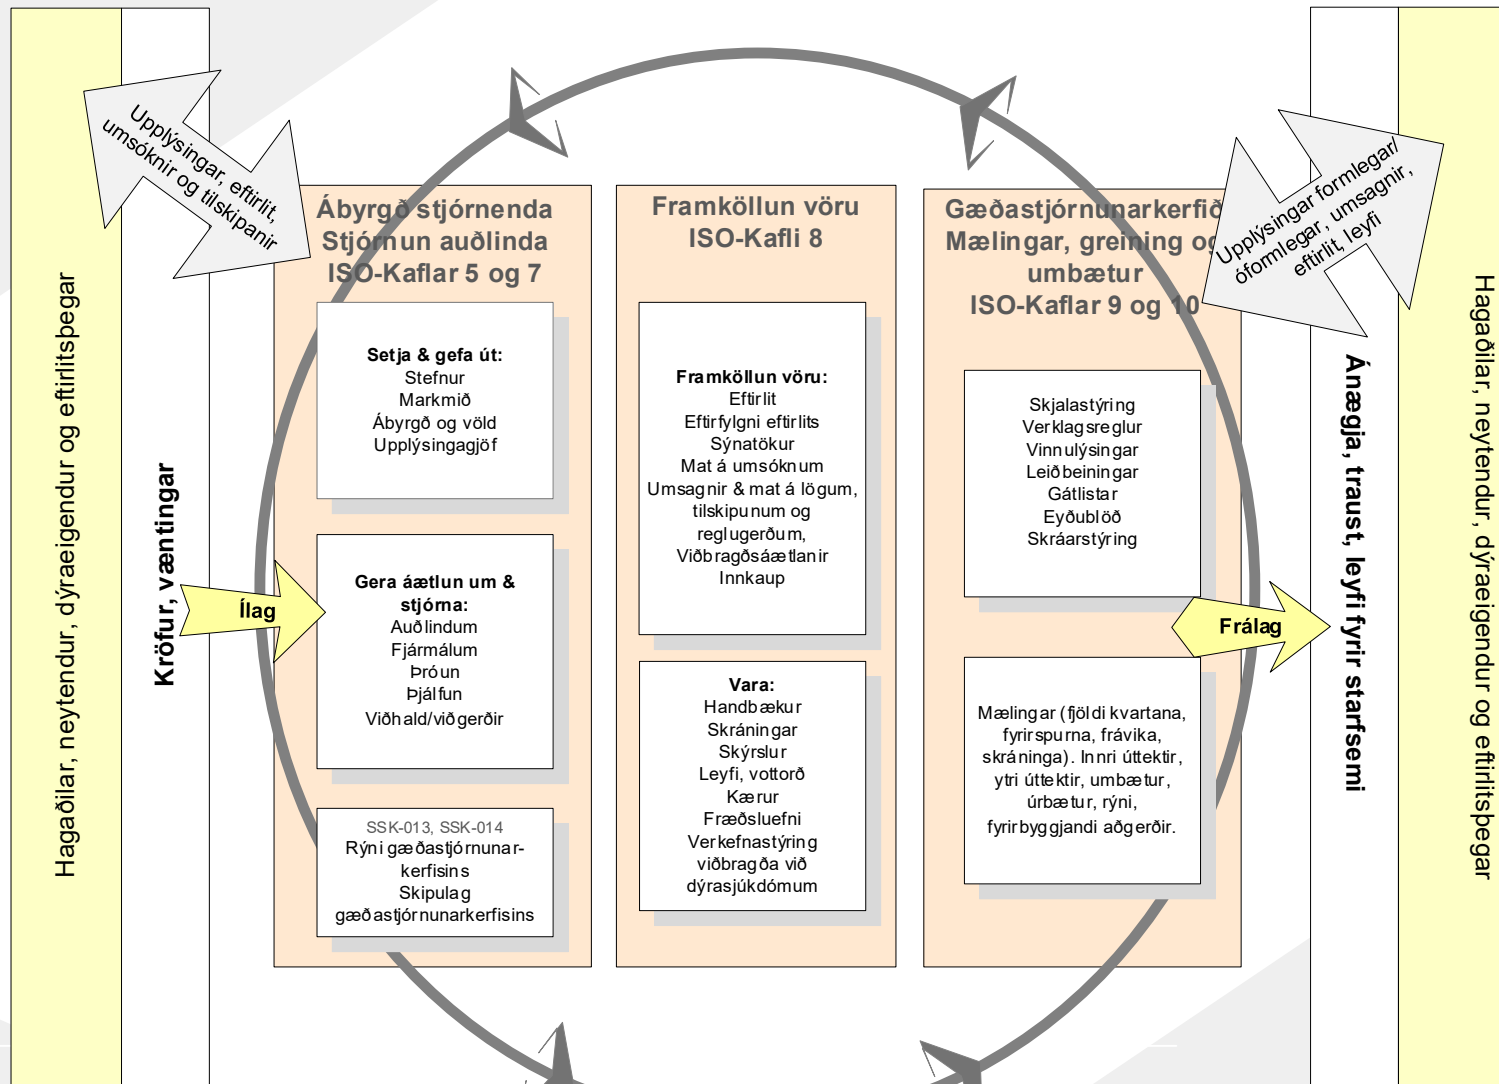 Hagaðilar, neytendur, dýraeigendur og eftirlitsþegar
Kröfur, væntingar
Upplýsingar, eftirlit,
umsóknir og tilskipanir
Ílag
Ábyrgð stjórnenda
Stjórnun auðlinda
ISO-Kaflar 5 og 7
Setja & gefa út:
Stefnur
Markmið
Ábyrgð og völd
Upplýsingagjöf
Gera áætlun um &
stjórna:
Auðlindum
Fjármálum
Þróun
Þjálfun
Viðhald/viðgerðir
SSK-013, SSK-014
Rýni gæðastjórnunar-
kerfisins
Skipulag
gæðastjórnunarkerfisins
Framköllun vöru
ISO-Kafli 8
Framköllun vöru:
Eftirlit
Eftirfylgni eftirlits
Sýnatökur
Mat á umsóknum
Umsagnir & mat á lögum,
tilskipunum og
reglugerðum,
Viðbragðsáætlanir
Innkaup
Vara:
Handbækur
Skráningar
Skýrslur
Leyfi, vottorð
Kærur
Fræðsluefni
Verkefnastýring
viðbragða við
dýrasjúkdómum
Gæðastjórnunarkerfið
Mælingar, greining og
umbætur
ISO-Kaflar 9 og 10
Skjalastýring
Verklagsreglur
Vinnulýsingar
Leiðbeiningar
Gátlistar
Eyðublöð
Skráarstýring
Mælingar (fjöldi kvartana,
fyrirspurna, frávika,
skráninga). Innri úttektir,
ytri úttektir, umbætur,
úrbætur, rýni,
fyrirbyggjandi aðgerðir.
Frálag
Upplýsingar formlegar/
óformlegar, umsagnir,
eftirlit, leyfi
Ánægja, traust, leyfi fyrir starfsemi
Hagaðilar, neytendur, dýraeigendur og eftirlitsþegar